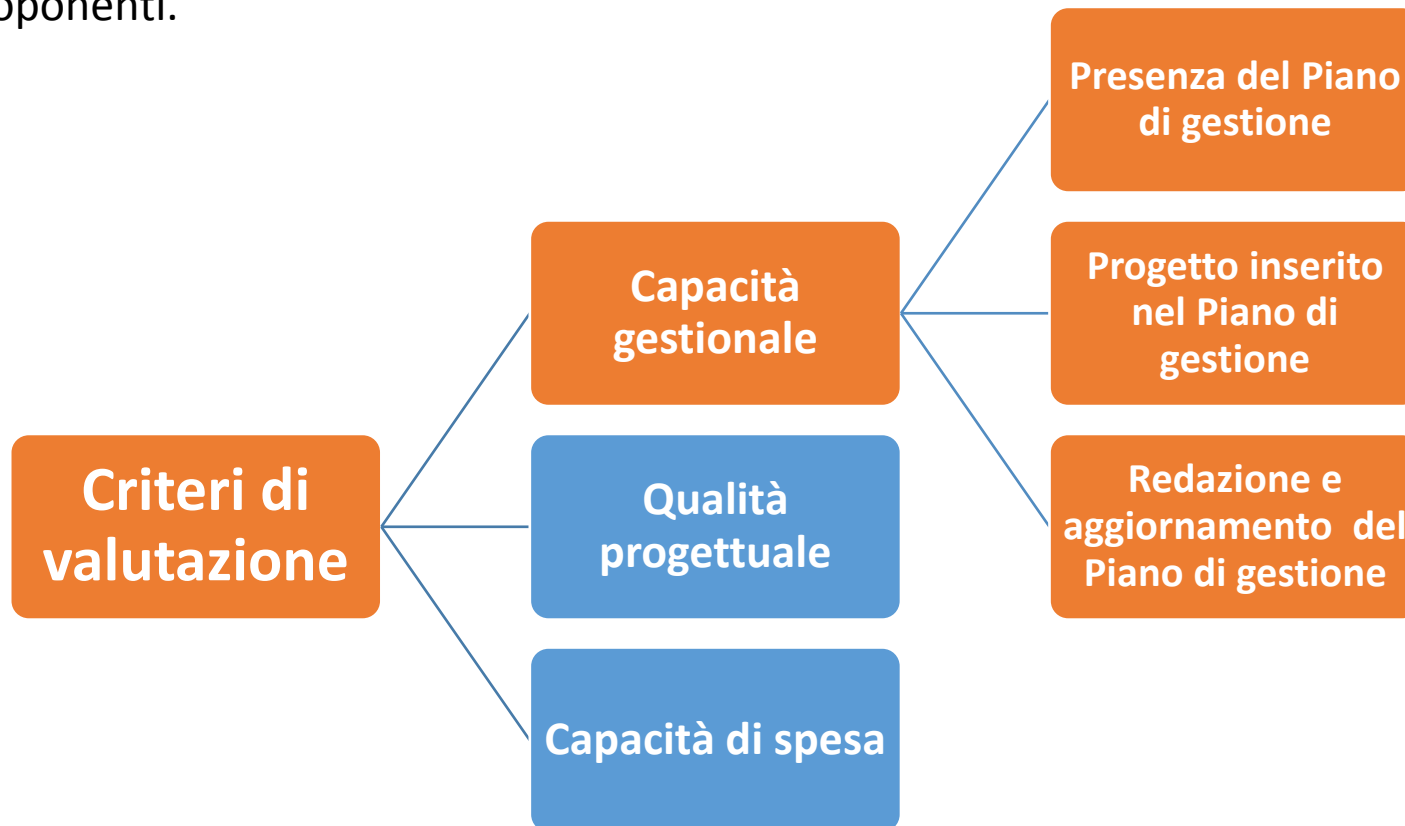 Presenza del Piano
di gestione
Capacità
gestionale
Progetto inserito
nel Piano di
gestione
Criteri di
valutazione
Qualità
progettuale
Redazione e
aggiornamento del
Piano di gestione
Capacità di spesa